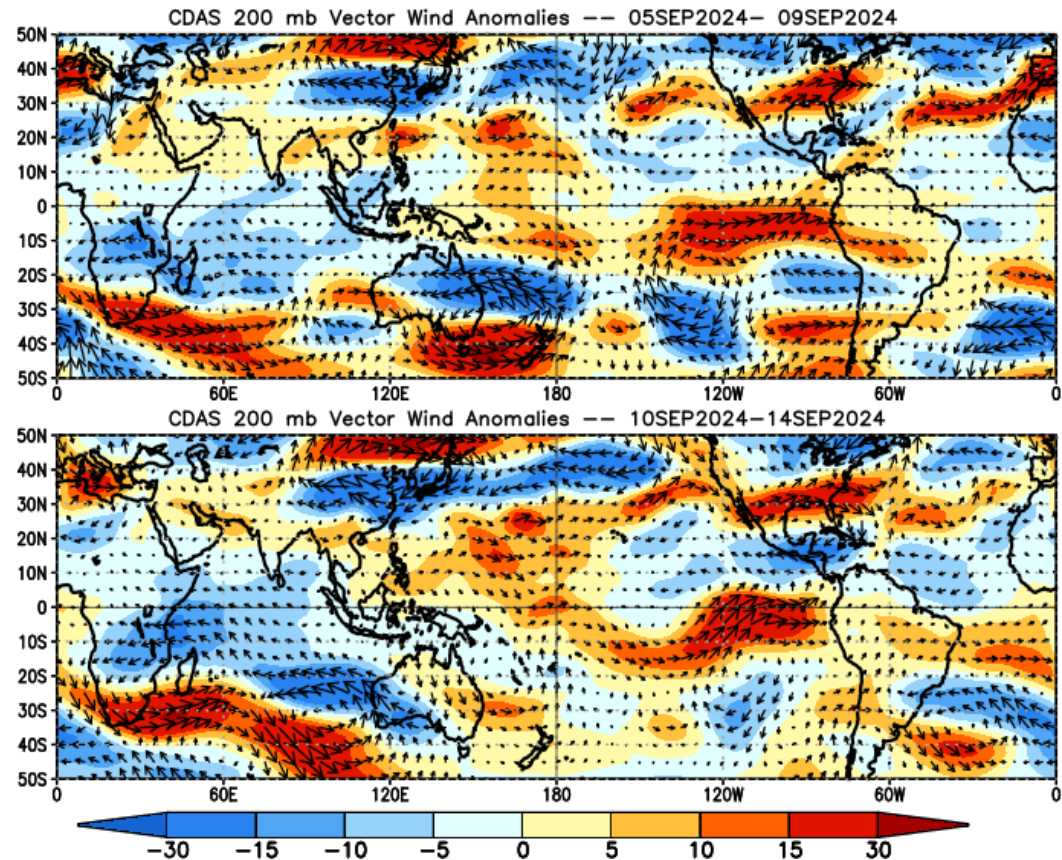 CDAS 200 mb Vector Wind Anomalies -- 05SEP2024- 09SEP2024
50N
40N
30N
20N
10N
0
10S
20S
30S
40S
50S
0 60E 120E 180 120W 60W 0
CDAS 200 mb Vector Wind Anomalies -- 10SEP2024-14SEP2024
50N
40N
30N
20N
10N
0
10S
20S
30S
40S
50S
0 60E 120E 180 120W 60W 0
-30 -15 -10 -5 0 5 10 15 30